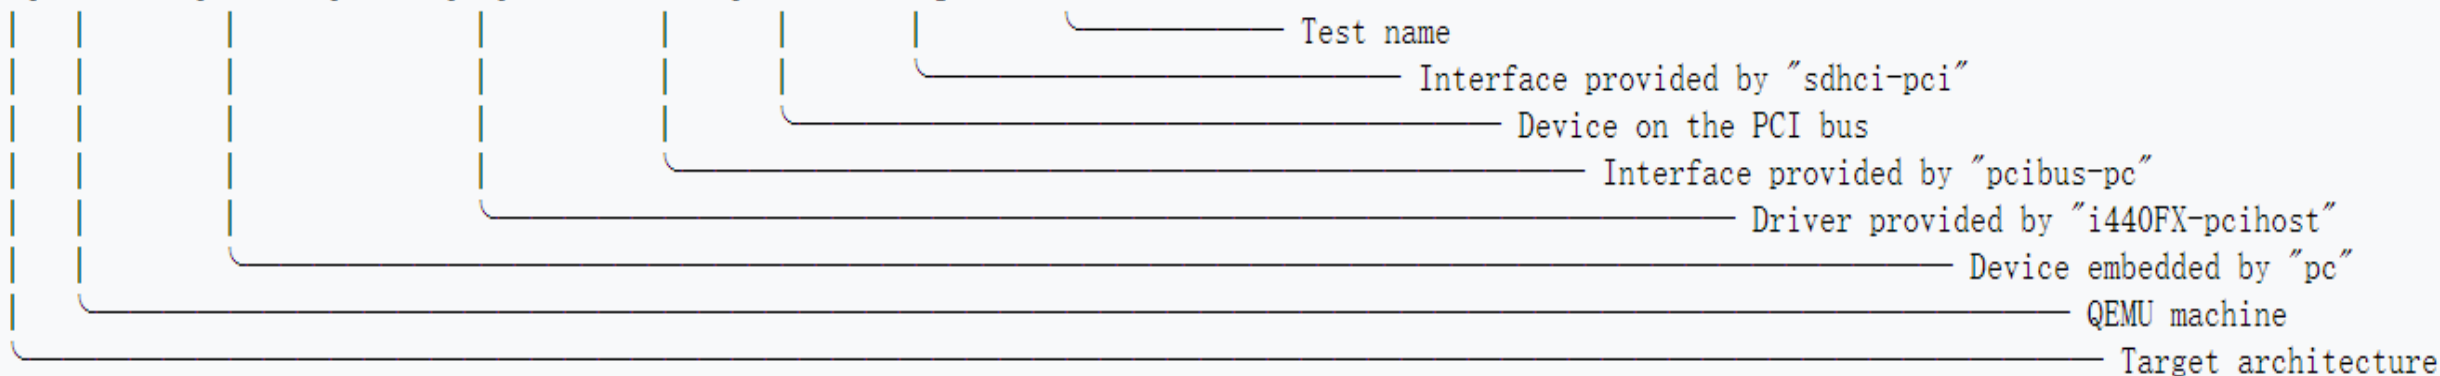 Test name
Interface provided by "sdhci-pci"
Device on the PCI bus
Interface provided by "pcibus-pc"
Driver provided by "i440FX-pcihost"
Device embedded by "pc"
QEMU machine
Target architecture